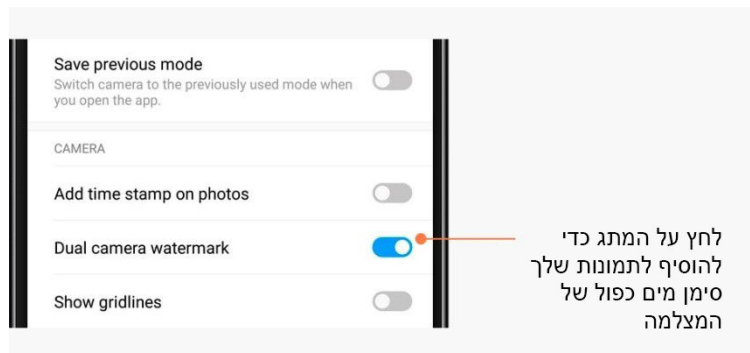 Save previous mode
Switch camera to the previously used mode when
you open the app.
CAMERA
Add time stamp on photos
Dual camera watermark
Show gridlines
לחץ על המתג כדי
להוסיף לתמונות שלך
סימן מים כפול של
המצלמה